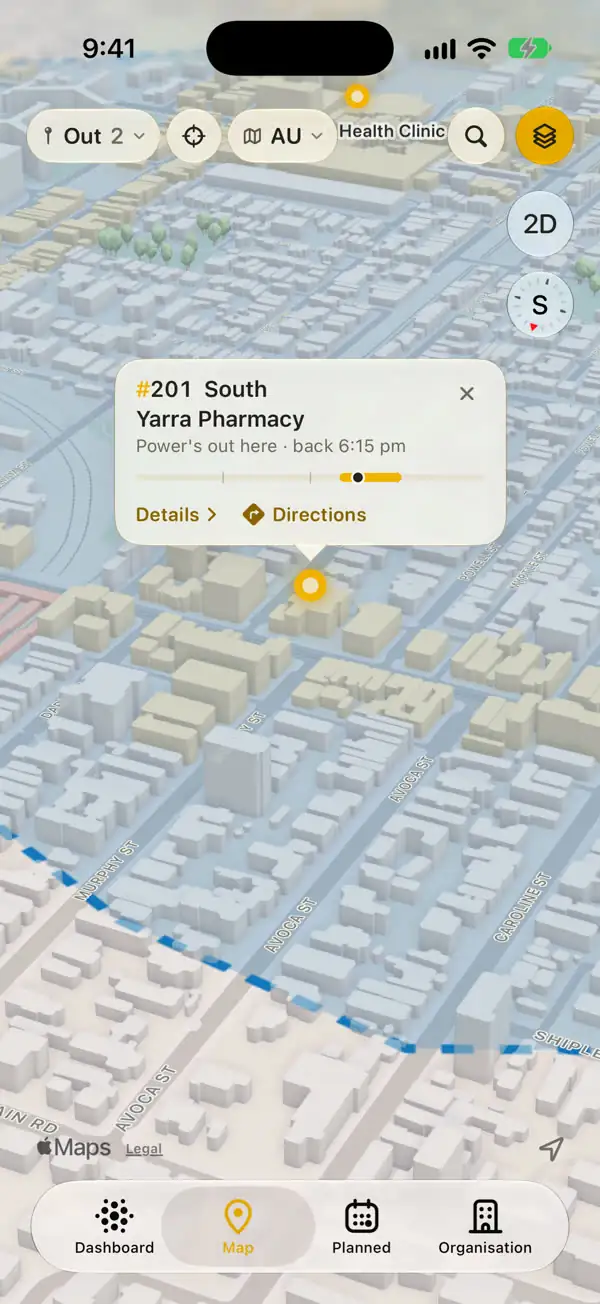 9:41
Out 2
AU
Health Clinic
2D
S
#201 South
Yarra Pharmacy
Power's out here · back 6:15 pm
Details
Directions
Y ST
AVOCA ST
MURPHY ST
CAROLINE ST
AVOCA ST
AVOCA ST
Maps
Legal
Dashboard
Map
Planned
Organisation